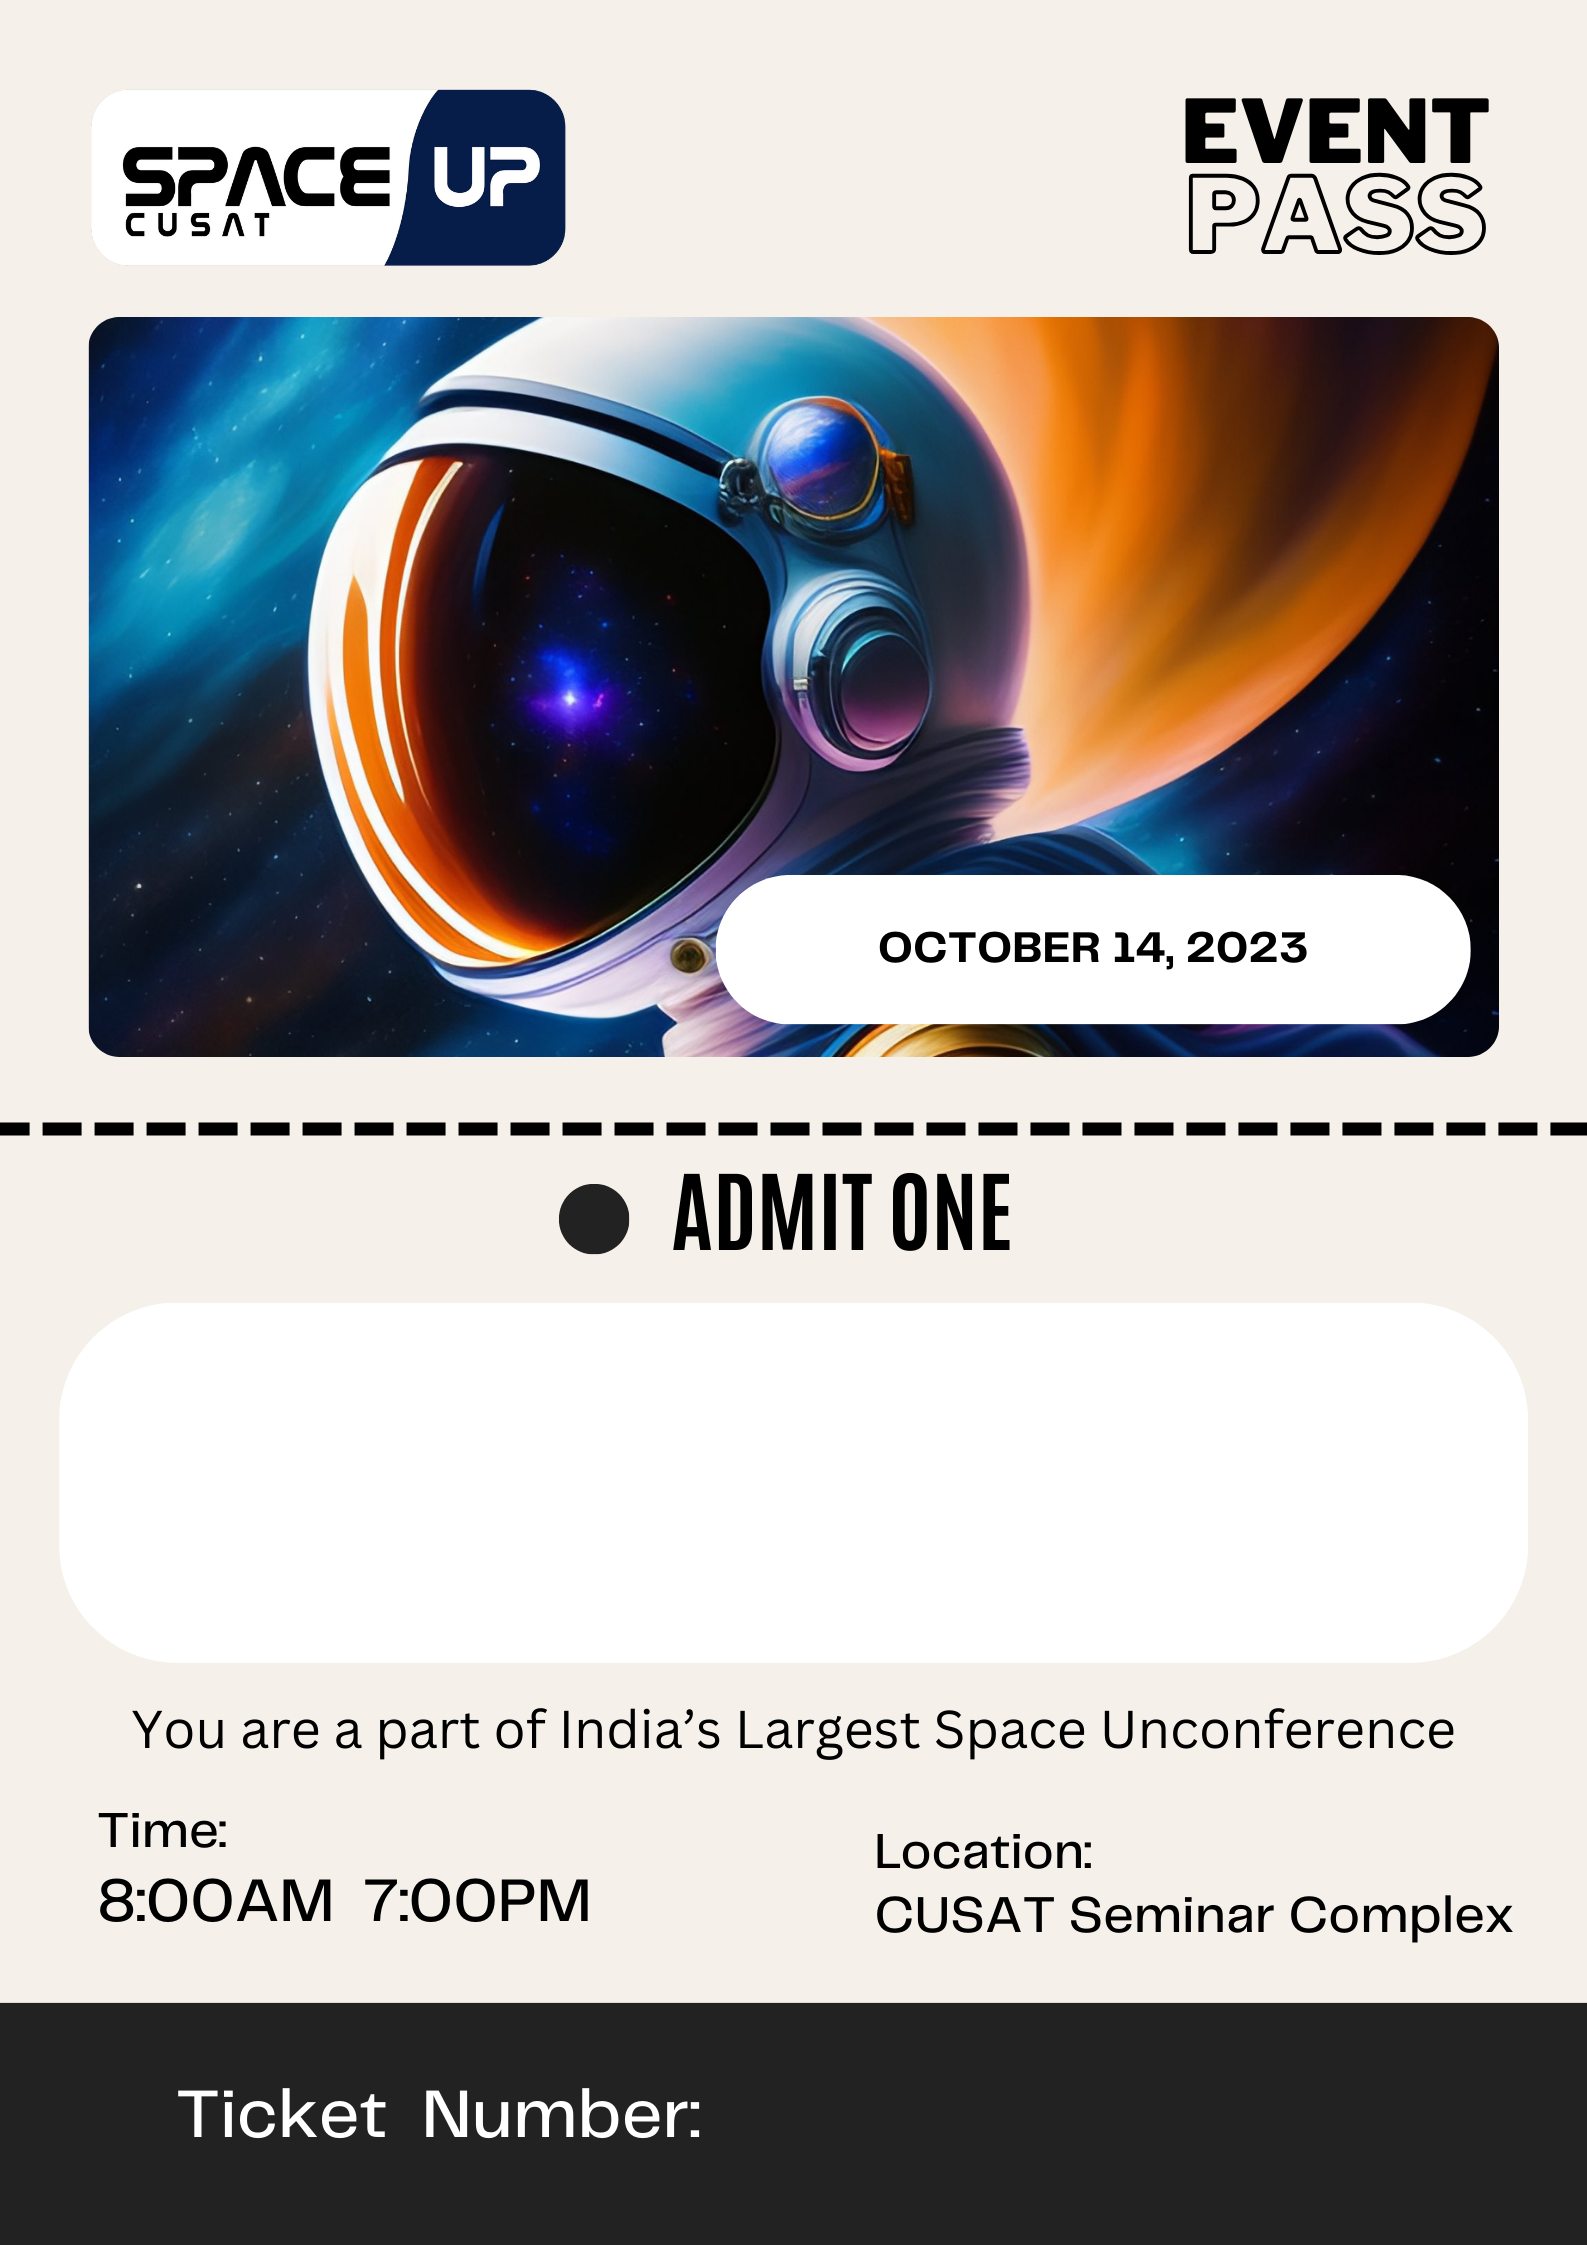 SPACE UP
CUSAT
EVENT
PASS
OCTOBER 14, 2023
ADMIT ONE
You are a part of India’s Largest Space Unconference
Time:
8:00AM 7:00PM
Location:
CUSAT Seminar Complex
Ticket Number: